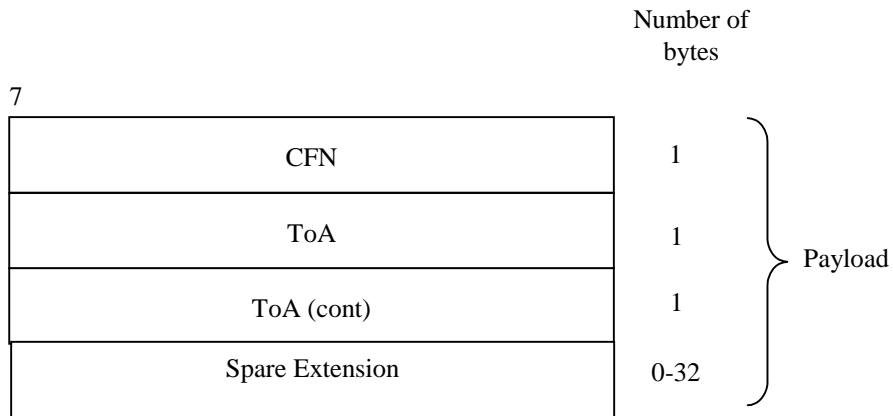 Number of
bytes
7
CFN
1
ToA
1
Payload
ToA (cont)
1
Spare Extension
0-32